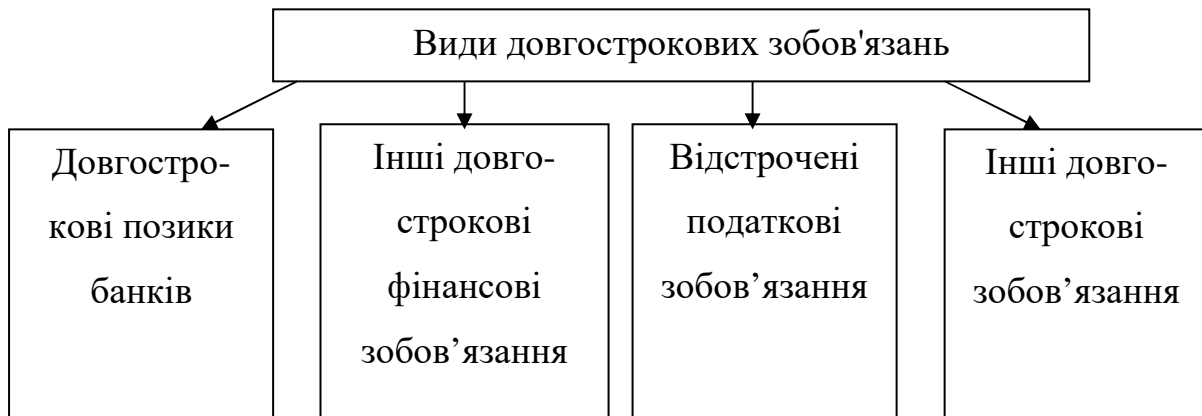 Види довгострокових зобов'язань
Довгостро-
кові позики
банків
Інші довго-
строкові
фінансові
зобов’язання
Відстрочені
податкові
зобов’язання
Інші довго-
строкові
зобов’язання